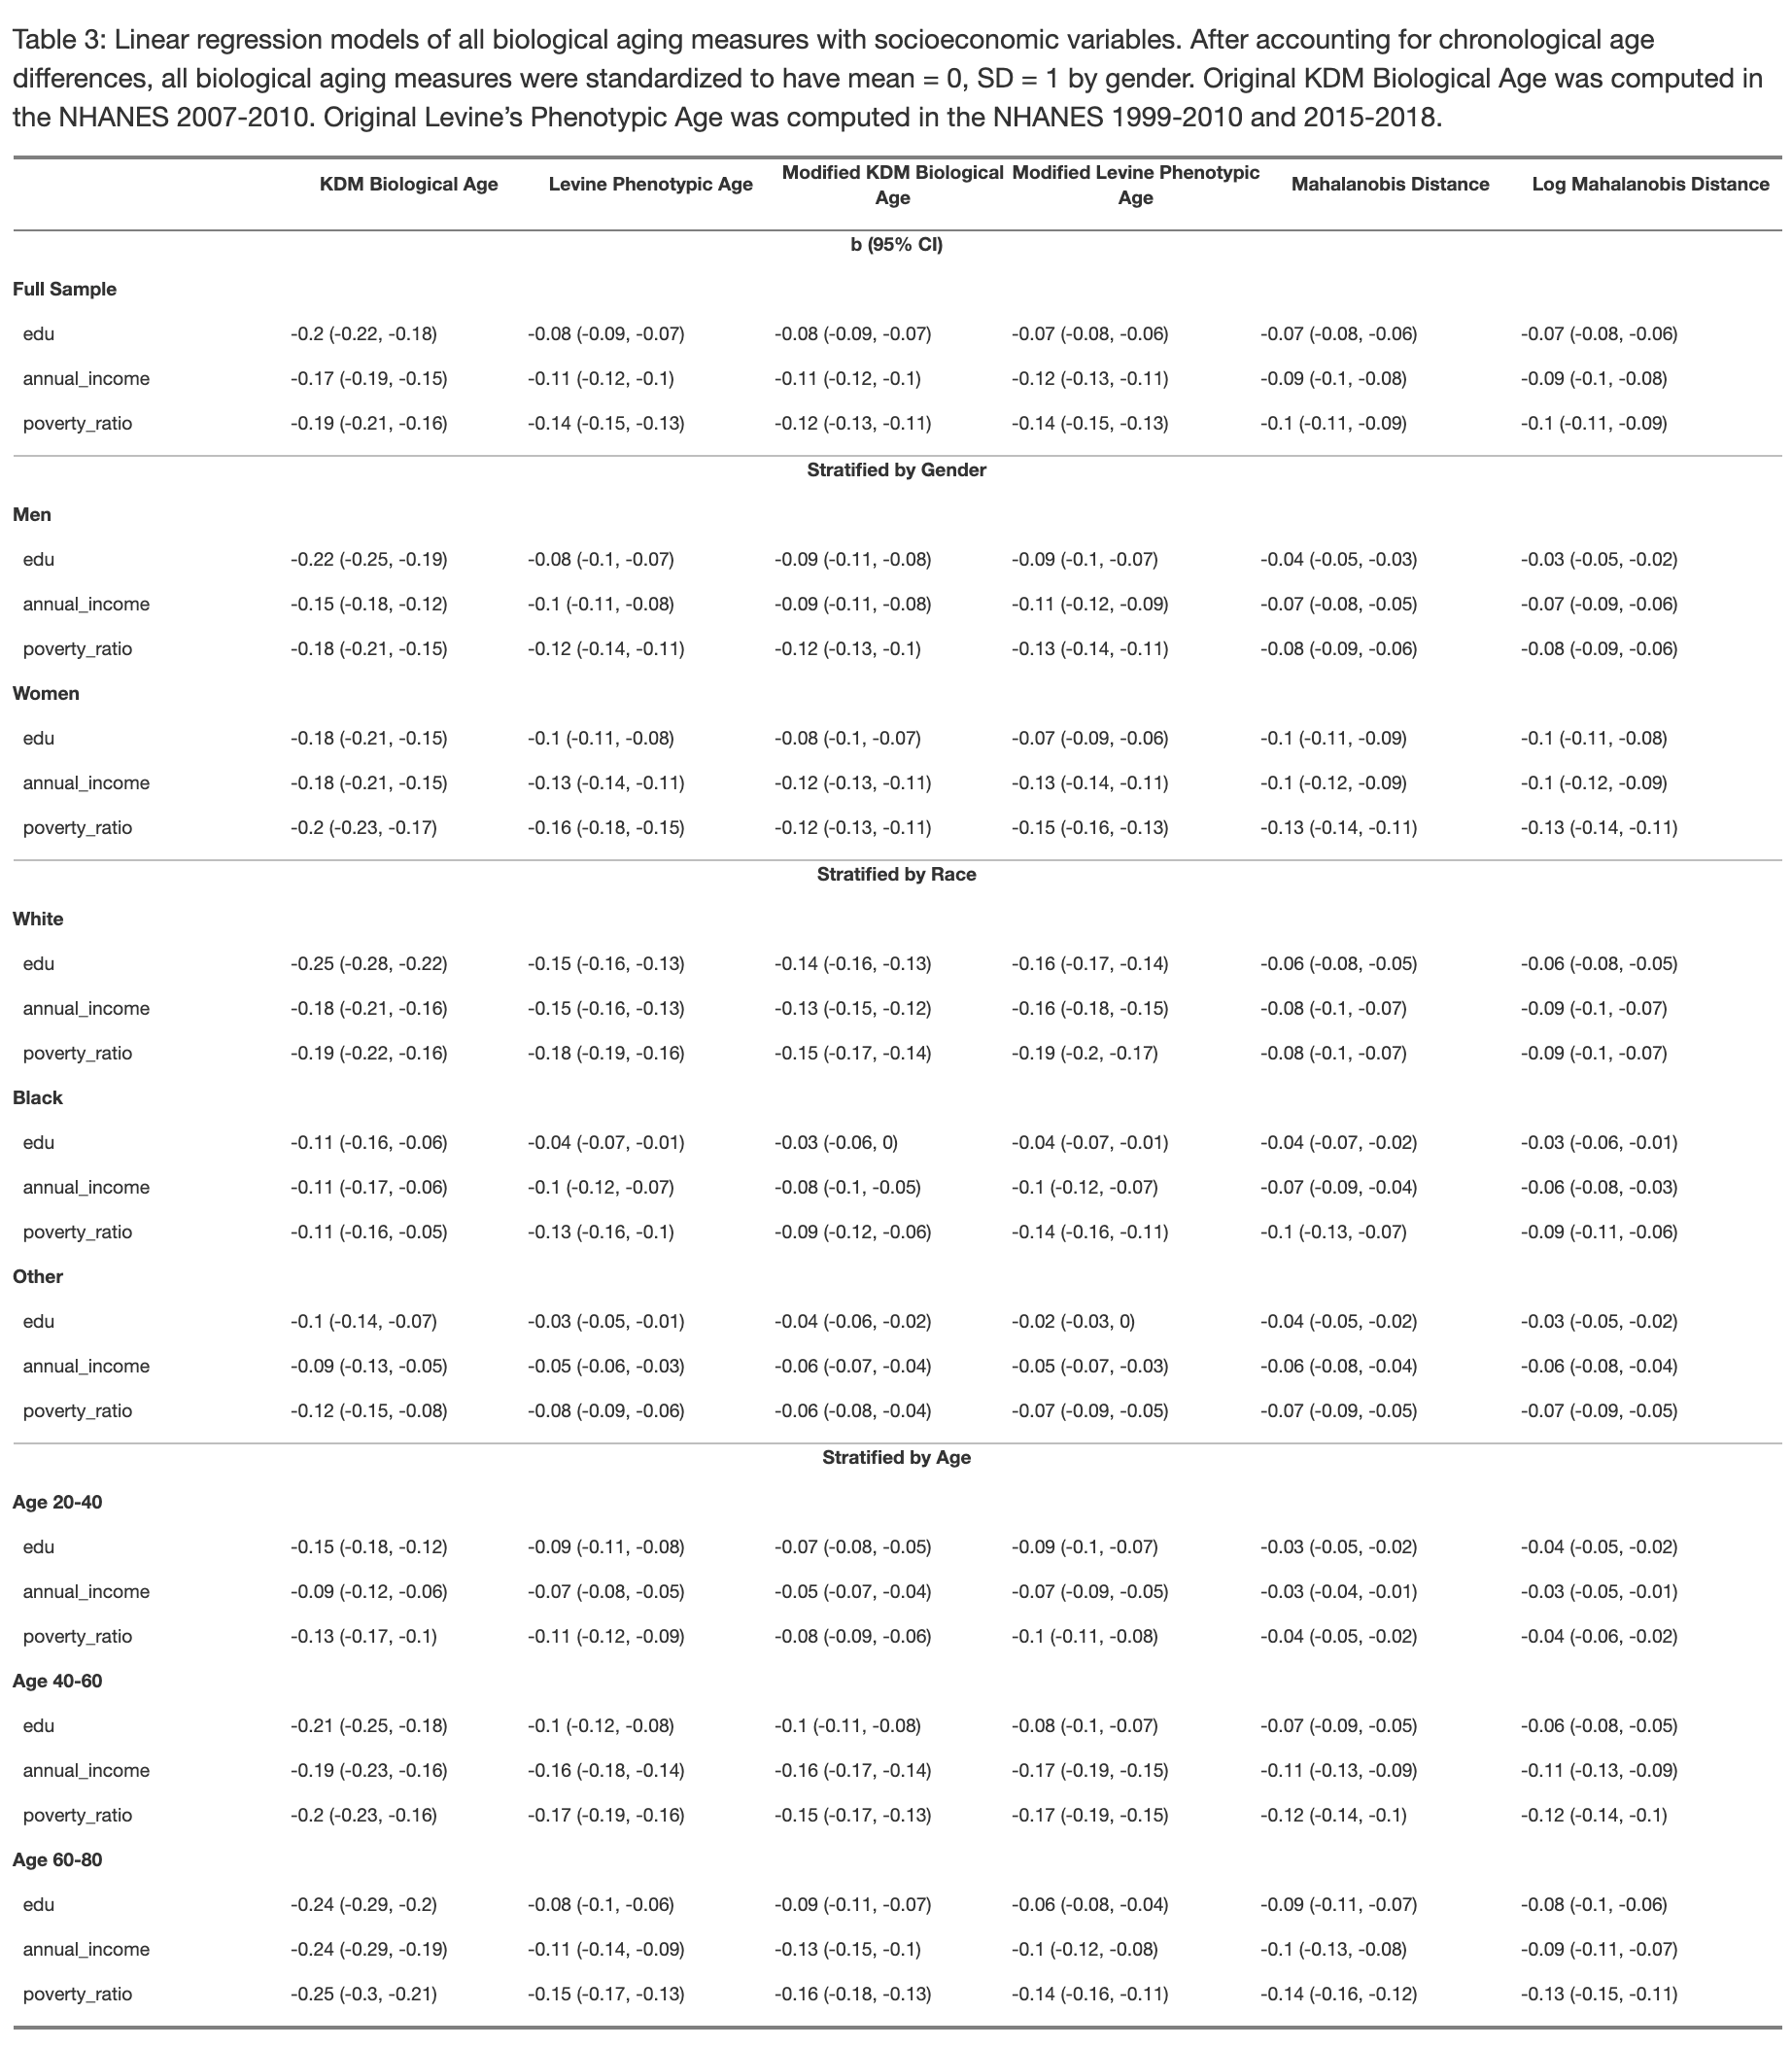 Table 3: Linear regression models of all biological aging measures with socioeconomic variables. After accounting for chronological age
differences, all biological aging measures were standardized to have mean = 0, SD = 1 by gender. Original KDM Biological Age was computed in
the NHANES 2007-2010. Original Levine’s Phenotypic Age was computed in the NHANES 1999-2010 and 2015-2018.
KDM Biological Age Levine Phenotypic Age Modified KDM Biological Age Modified Levine Phenotypic Age Mahalanobis Distance Log Mahalanobis Distance
b (95% CI)
Full Sample
edu -0.2 (-0.22, -0.18) -0.08 (-0.09, -0.07) -0.08 (-0.09, -0.07) -0.07 (-0.08, -0.06) -0.07 (-0.08, -0.06) -0.07 (-0.08, -0.06)
annual_income -0.17 (-0.19, -0.15) -0.11 (-0.12, -0.1) -0.11 (-0.12, -0.1) -0.12 (-0.13, -0.11) -0.09 (-0.1, -0.08) -0.09 (-0.1, -0.08)
poverty_ratio -0.19 (-0.21, -0.16) -0.14 (-0.15, -0.13) -0.12 (-0.13, -0.11) -0.14 (-0.15, -0.13) -0.1 (-0.11, -0.09) -0.1 (-0.11, -0.09)
Stratified by Gender
Men
edu -0.22 (-0.25, -0.19) -0.08 (-0.1, -0.07) -0.09 (-0.11, -0.08) -0.09 (-0.1, -0.07) -0.04 (-0.05, -0.03) -0.03 (-0.05, -0.02)
annual_income -0.15 (-0.18, -0.12) -0.1 (-0.11, -0.08) -0.09 (-0.11, -0.08) -0.11 (-0.12, -0.09) -0.07 (-0.08, -0.05) -0.07 (-0.09, -0.06)
poverty_ratio -0.18 (-0.21, -0.15) -0.12 (-0.14, -0.11) -0.12 (-0.13, -0.1) -0.13 (-0.14, -0.11) -0.08 (-0.09, -0.06) -0.08 (-0.09, -0.06)
Women
edu -0.18 (-0.21, -0.15) -0.1 (-0.11, -0.08) -0.08 (-0.1, -0.07) -0.07 (-0.09, -0.06) -0.1 (-0.11, -0.09) -0.1 (-0.11, -0.08)
annual_income -0.18 (-0.21, -0.15) -0.13 (-0.14, -0.11) -0.12 (-0.13, -0.11) -0.13 (-0.14, -0.11) -0.1 (-0.12, -0.09) -0.1 (-0.12, -0.09)
poverty_ratio -0.2 (-0.23, -0.17) -0.16 (-0.18, -0.15) -0.12 (-0.13, -0.11) -0.15 (-0.16, -0.13) -0.13 (-0.14, -0.11) -0.13 (-0.14, -0.11)
Stratified by Race
White
edu -0.25 (-0.28, -0.22) -0.15 (-0.16, -0.13) -0.14 (-0.16, -0.13) -0.16 (-0.17, -0.14) -0.06 (-0.08, -0.05) -0.06 (-0.08, -0.05)
annual_income -0.18 (-0.21, -0.16) -0.15 (-0.16, -0.13) -0.13 (-0.15, -0.12) -0.16 (-0.18, -0.15) -0.08 (-0.1, -0.07) -0.09 (-0.1, -0.07)
poverty_ratio -0.19 (-0.22, -0.16) -0.18 (-0.19, -0.16) -0.15 (-0.17, -0.14) -0.19 (-0.2, -0.17) -0.08 (-0.1, -0.07) -0.09 (-0.1, -0.07)
Black
edu -0.11 (-0.16, -0.06) -0.04 (-0.07, -0.01) -0.03 (-0.06, 0) -0.04 (-0.07, -0.01) -0.04 (-0.07, -0.02) -0.03 (-0.06, -0.01)
annual_income -0.11 (-0.17, -0.06) -0.1 (-0.12, -0.07) -0.08 (-0.1, -0.05) -0.1 (-0.12, -0.07) -0.07 (-0.09, -0.04) -0.06 (-0.08, -0.03)
poverty_ratio -0.11 (-0.16, -0.05) -0.13 (-0.16, -0.1) -0.09 (-0.12, -0.06) -0.14 (-0.16, -0.11) -0.1 (-0.13, -0.07) -0.09 (-0.11, -0.06)
Other
edu -0.1 (-0.14, -0.07) -0.03 (-0.05, -0.01) -0.04 (-0.06, -0.02) -0.02 (-0.03, 0) -0.04 (-0.05, -0.02) -0.03 (-0.05, -0.02)
annual_income -0.09 (-0.13, -0.05) -0.05 (-0.06, -0.03) -0.06 (-0.07, -0.04) -0.05 (-0.07, -0.03) -0.06 (-0.08, -0.04) -0.06 (-0.08, -0.04)
poverty_ratio -0.12 (-0.15, -0.08) -0.08 (-0.09, -0.06) -0.06 (-0.08, -0.04) -0.07 (-0.09, -0.05) -0.07 (-0.09, -0.05) -0.07 (-0.09, -0.05)
Stratified by Age
Age 20-40
edu -0.15 (-0.18, -0.12) -0.09 (-0.11, -0.08) -0.07 (-0.08, -0.05) -0.09 (-0.1, -0.07) -0.03 (-0.05, -0.02) -0.04 (-0.05, -0.02)
annual_income -0.09 (-0.12, -0.06) -0.07 (-0.08, -0.05) -0.05 (-0.07, -0.04) -0.07 (-0.09, -0.05) -0.03 (-0.04, -0.01) -0.03 (-0.05, -0.01)
poverty_ratio -0.13 (-0.17, -0.1) -0.11 (-0.12, -0.09) -0.08 (-0.09, -0.06) -0.1 (-0.11, -0.08) -0.04 (-0.05, -0.02) -0.04 (-0.06, -0.02)
Age 40-60
edu -0.21 (-0.25, -0.18) -0.1 (-0.12, -0.08) -0.1 (-0.11, -0.08) -0.08 (-0.1, -0.07) -0.07 (-0.09, -0.05) -0.06 (-0.08, -0.05)
annual_income -0.19 (-0.23, -0.16) -0.16 (-0.18, -0.14) -0.16 (-0.17, -0.14) -0.17 (-0.19, -0.15) -0.11 (-0.13, -0.09) -0.11 (-0.13, -0.09)
poverty_ratio -0.2 (-0.23, -0.16) -0.17 (-0.19, -0.16) -0.15 (-0.17, -0.13) -0.17 (-0.19, -0.15) -0.12 (-0.14, -0.1) -0.12 (-0.14, -0.1)
Age 60-80
edu -0.24 (-0.29, -0.2) -0.08 (-0.1, -0.06) -0.09 (-0.11, -0.07) -0.06 (-0.08, -0.04) -0.09 (-0.11, -0.07) -0.08 (-0.1, -0.06)
annual_income -0.24 (-0.29, -0.19) -0.11 (-0.14, -0.09) -0.13 (-0.15, -0.1) -0.1 (-0.12, -0.08) -0.1 (-0.13, -0.08) -0.09 (-0.11, -0.07)
poverty_ratio -0.25 (-0.3, -0.21) -0.15 (-0.17, -0.13) -0.16 (-0.18, -0.13) -0.14 (-0.16, -0.11) -0.14 (-0.16, -0.12) -0.13 (-0.15, -0.11)